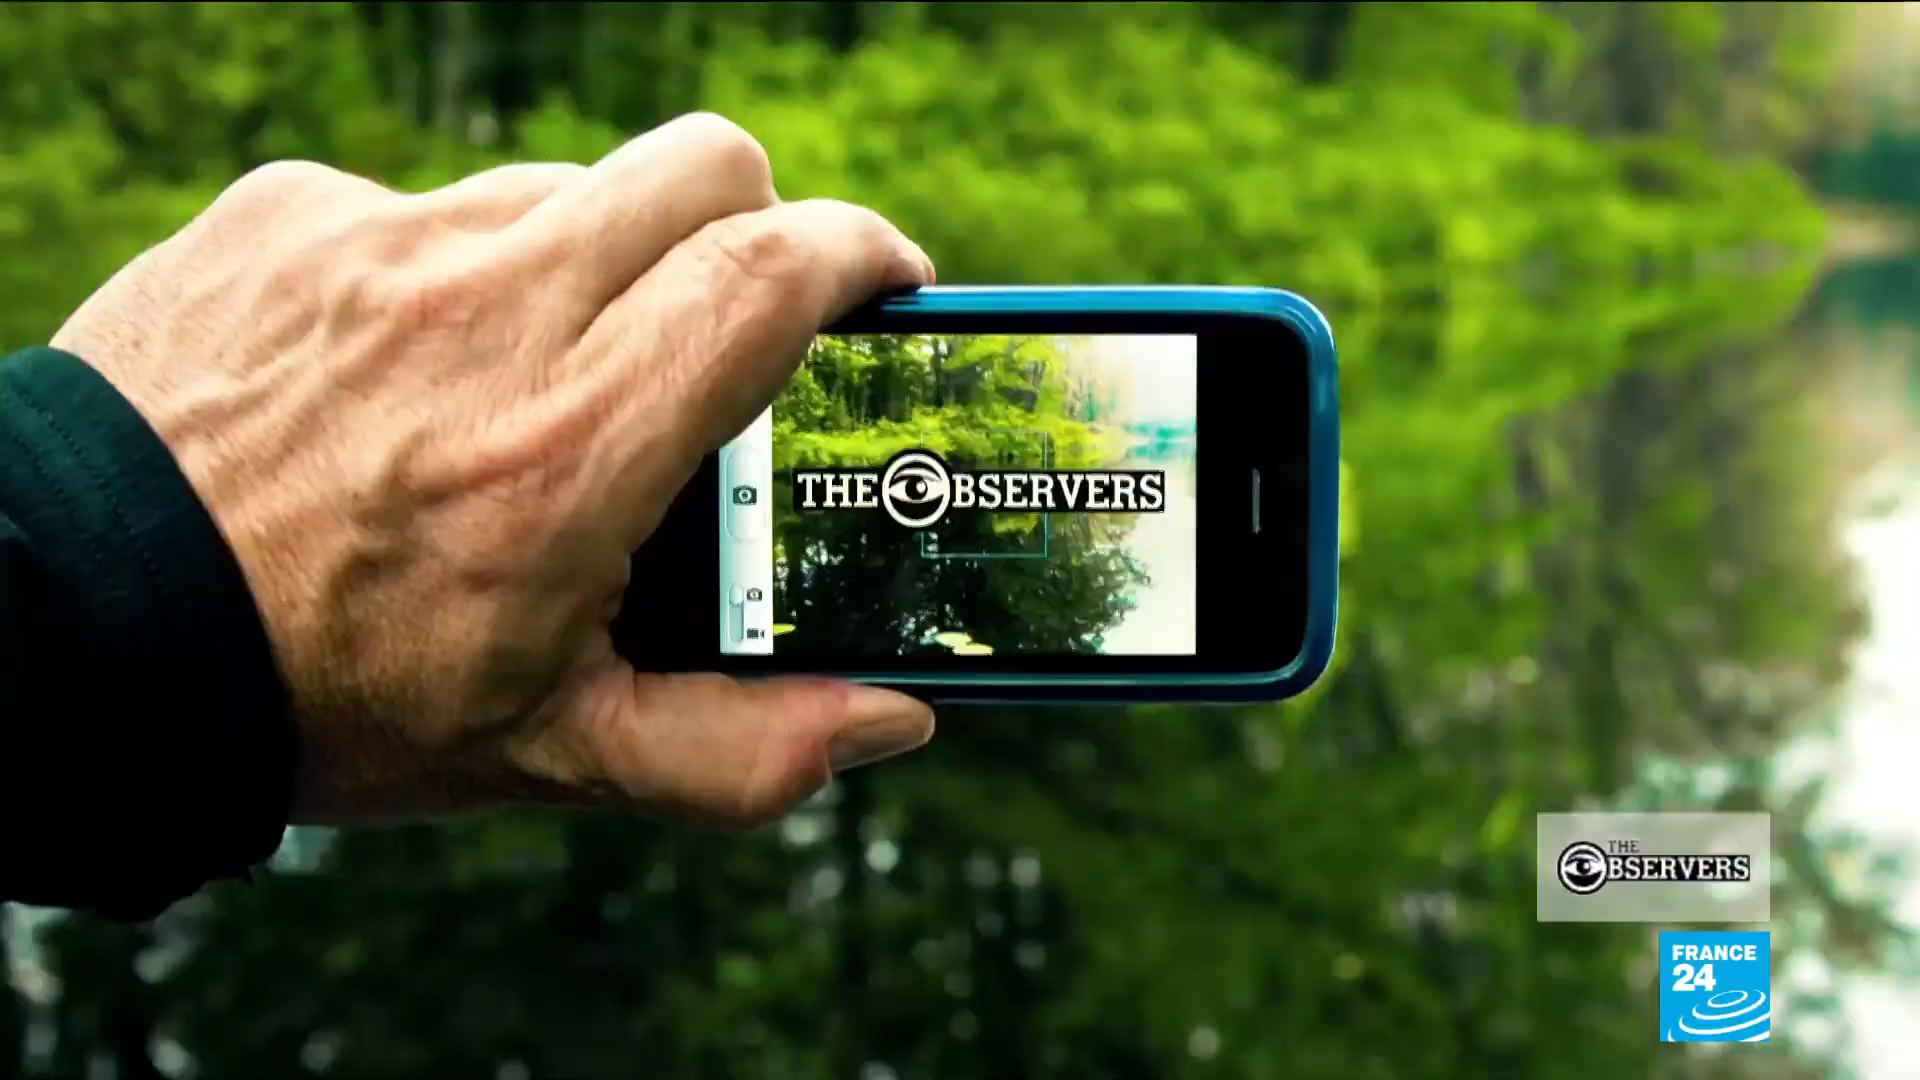 THE OBSERVERS
THE
OBSERVERS
FRANCE
24